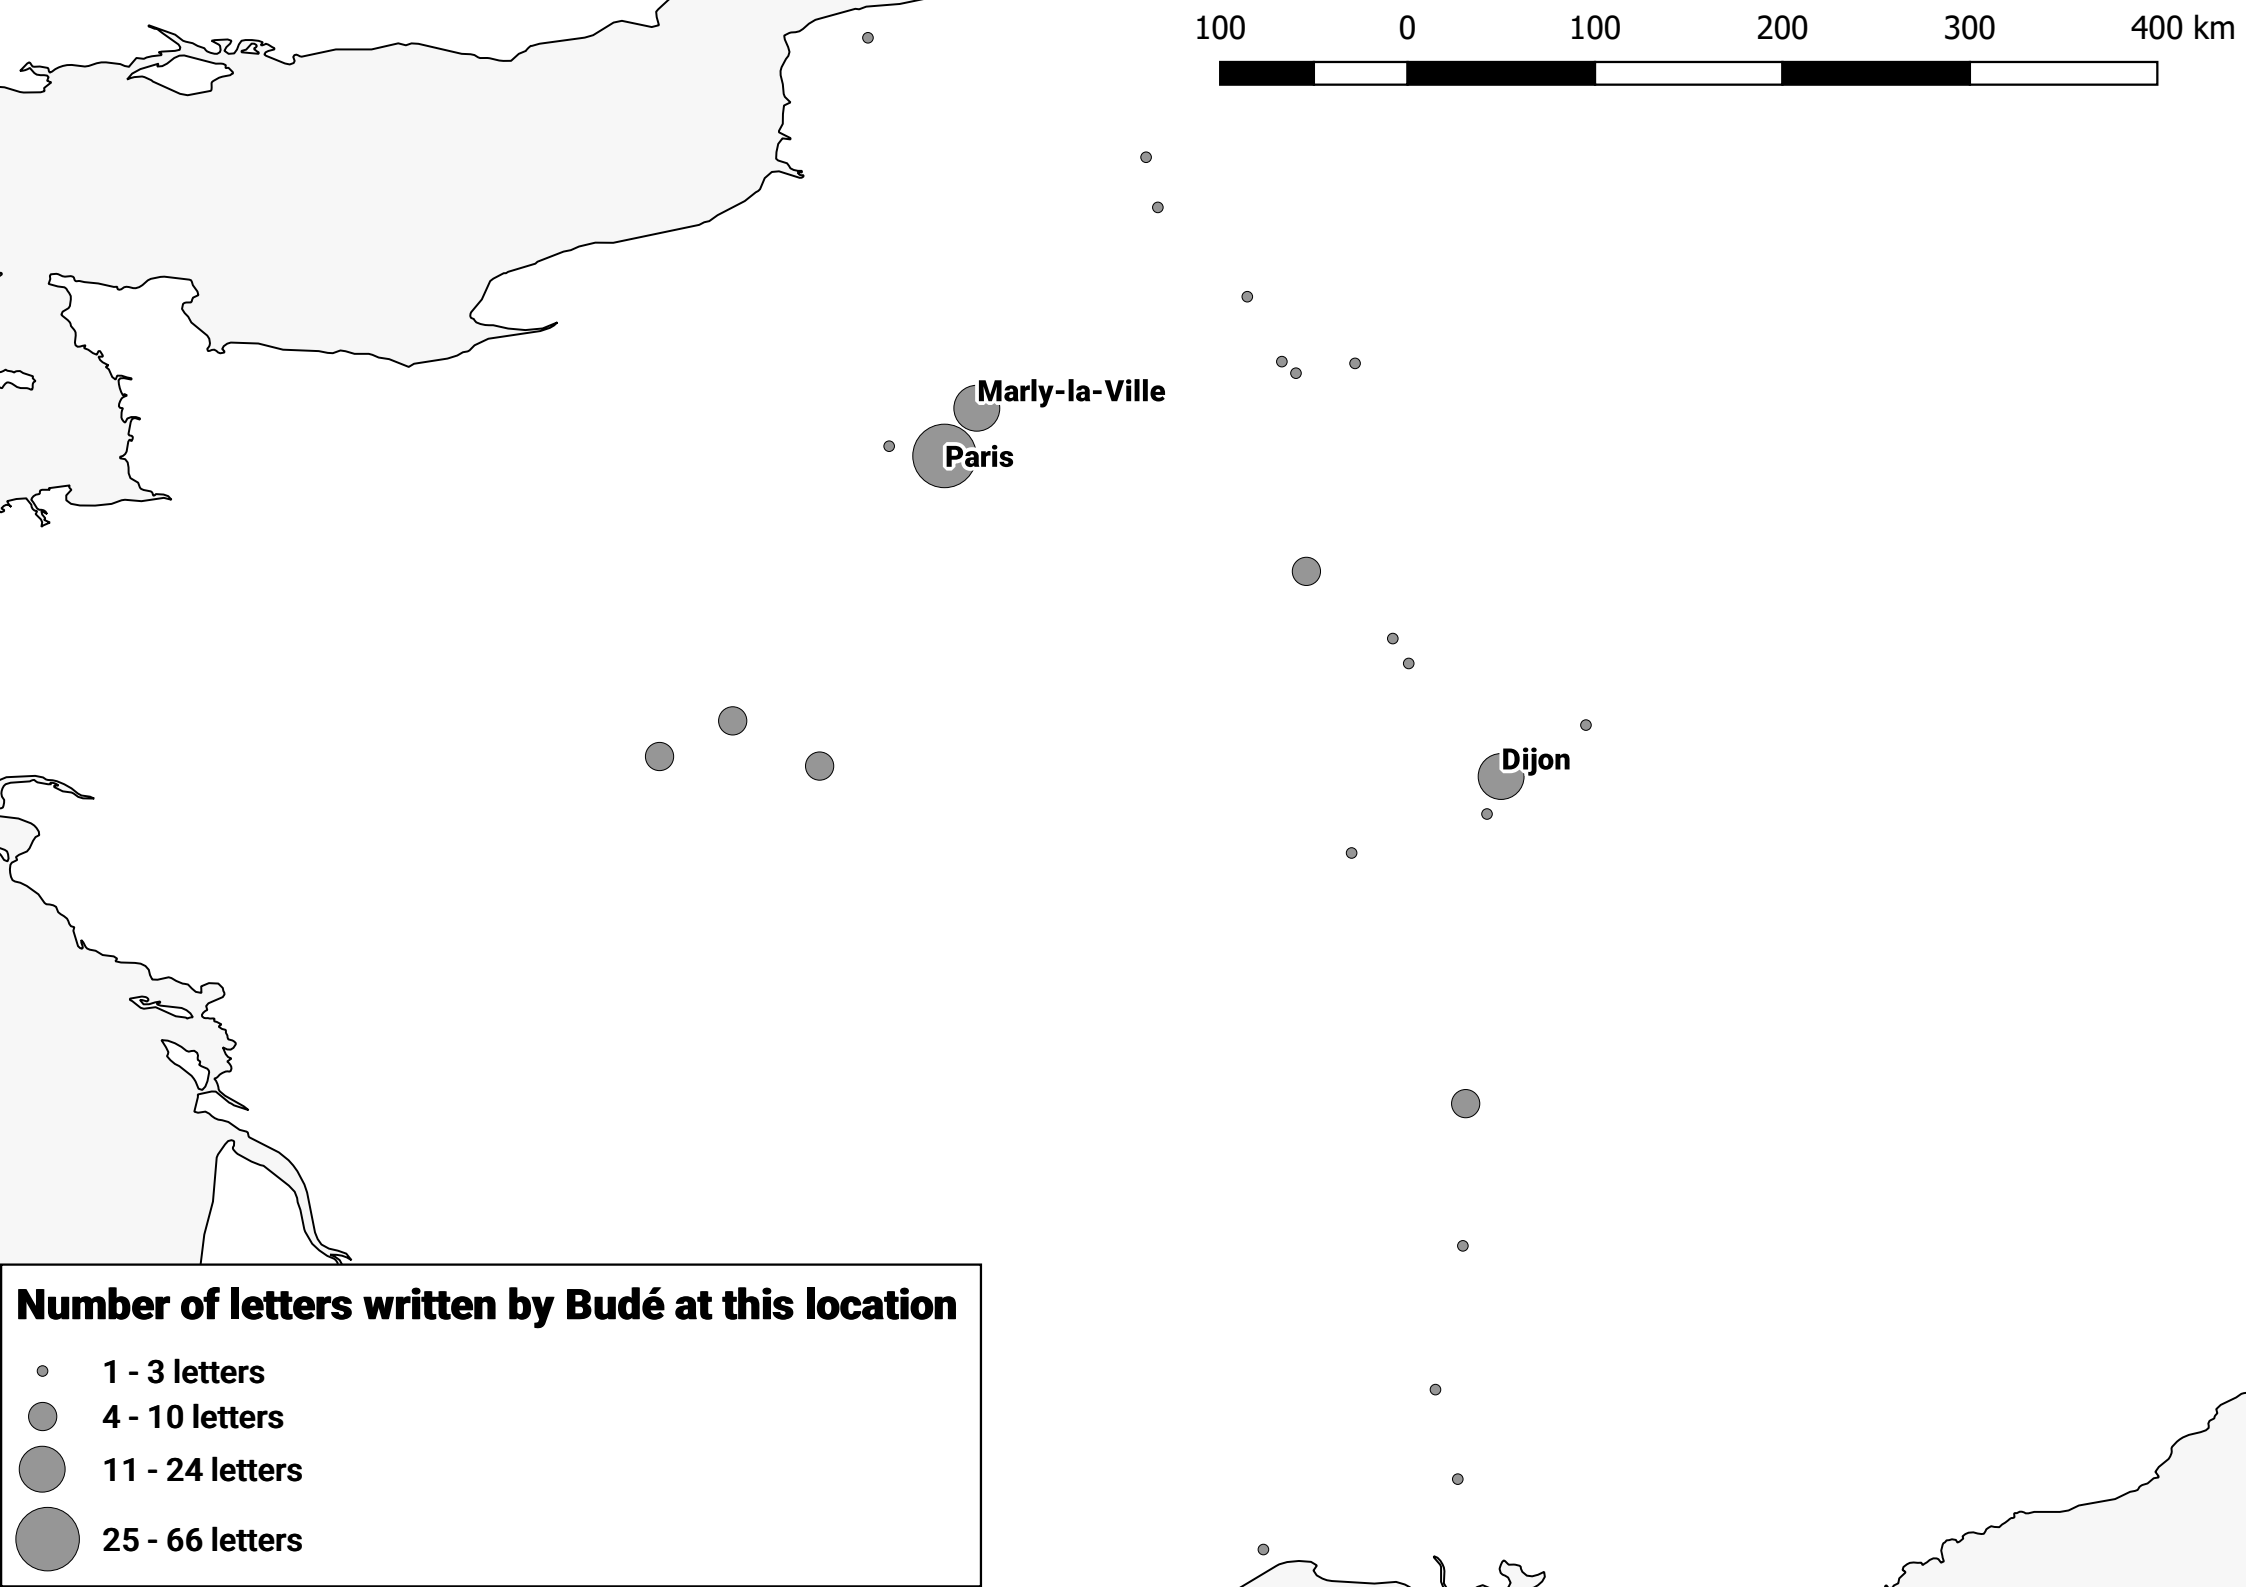 100 0 100 200 300 400 km
Marly-la-Ville
Paris
Dijon
Number of letters written by Budé at this location
1 - 3 letters
4 - 10 letters
11 - 24 letters
25 - 66 letters